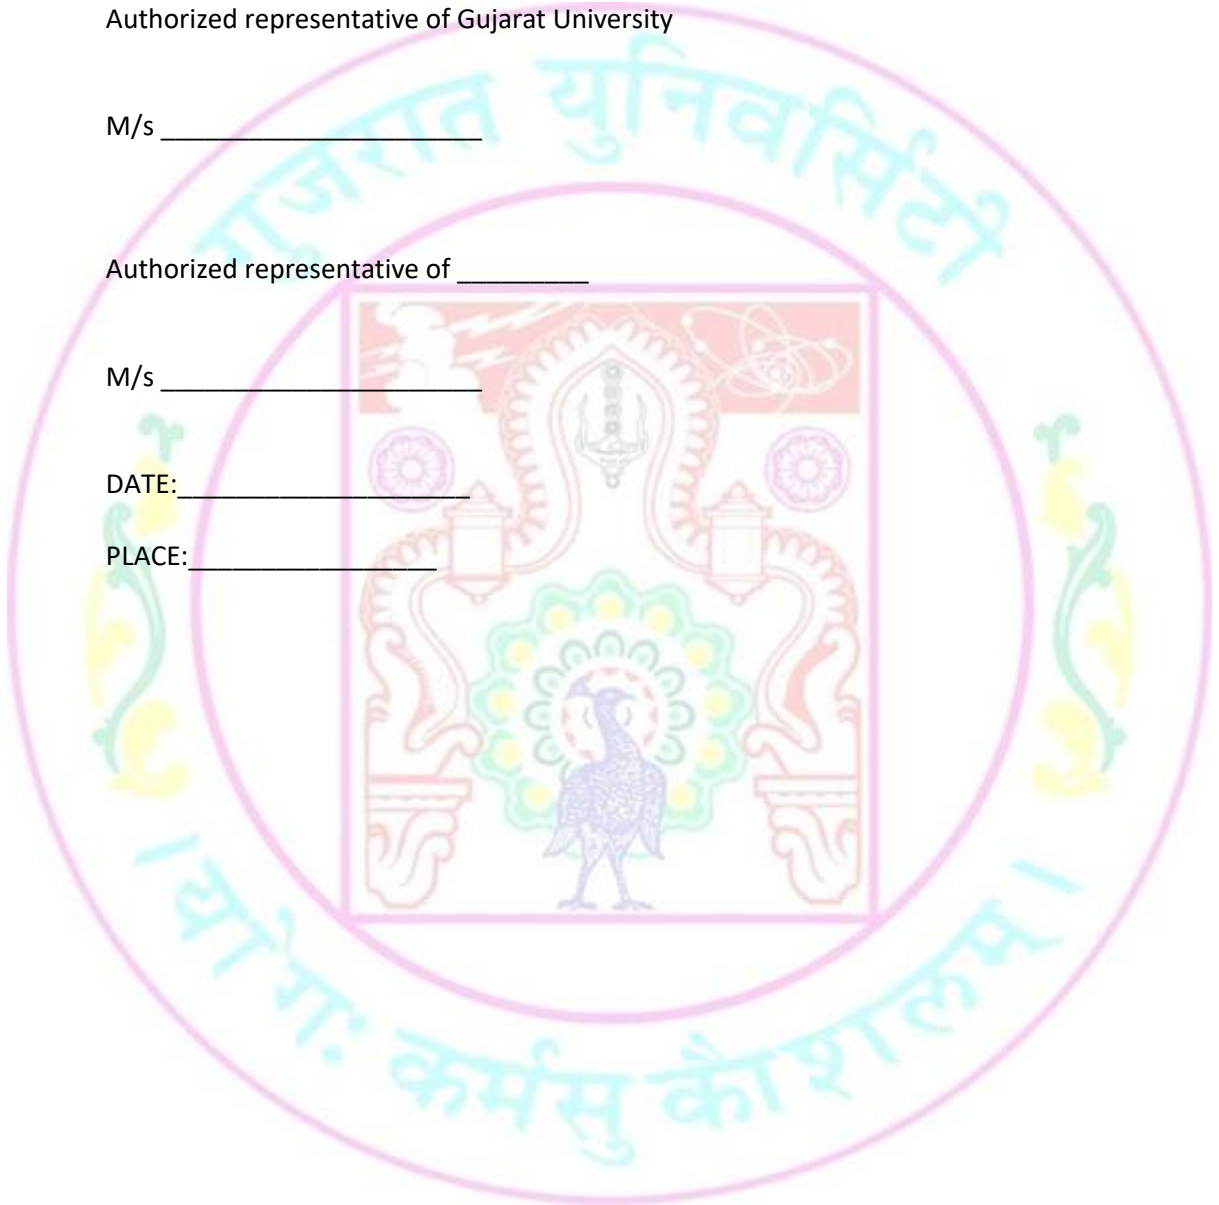 Authorized representative of Gujarat University
गुजरात युनिवर्सिटी
M/s ______________________
Authorized representative of _________
M/s ______________________
DATE:____________________
PLACE:_________________
। योगः कर्मसु कौशलम् ।